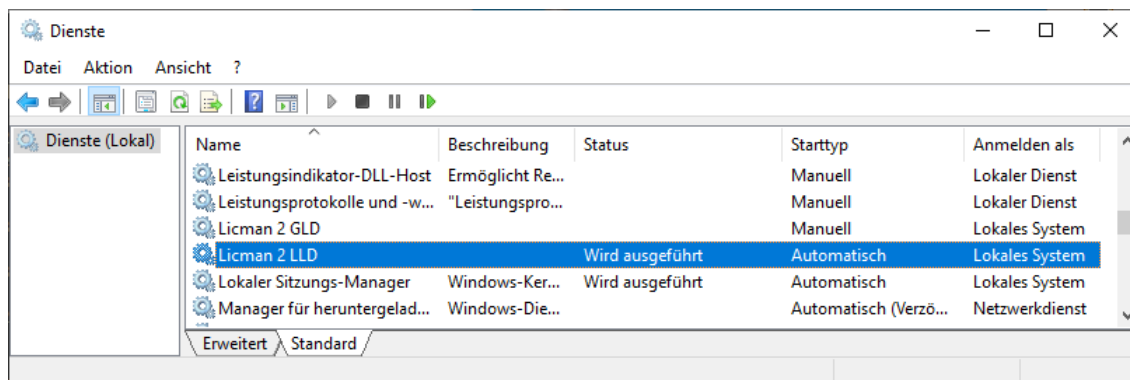 Dienste
Datei Aktion Ansicht ?
Dienste (Lokal)
Name Beschreibung Status Starttyp Anmelden als
Leistungsindikator-DLL-Host Ermöglicht Re... Manuell Lokaler Dienst
Leistungsprotokolle und -w... "Leistungspro... Manuell Lokaler Dienst
Licman 2 GLD Manuell Lokales System
Licman 2 LLD Wird ausgeführt Automatisch Lokales System
Lokaler Sitzungs-Manager Windows-Ker... Wird ausgeführt Automatisch Lokales System
Manager für heruntergelad... Windows-Die... Automatisch (Verzö... Netzwerkdienst
Erweitert Standard